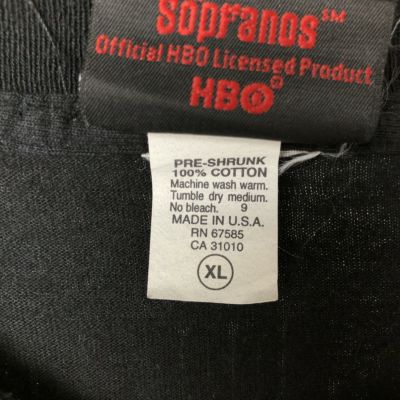 SopranosSM
Official HBO Licensed Product
HBO®
PRE-SHRUNK
100% COTTON
Machine wash warm.
Tumble dry medium.
No bleach. 9
MADE IN U.S.A.
RN 67585
CA 31010
XL